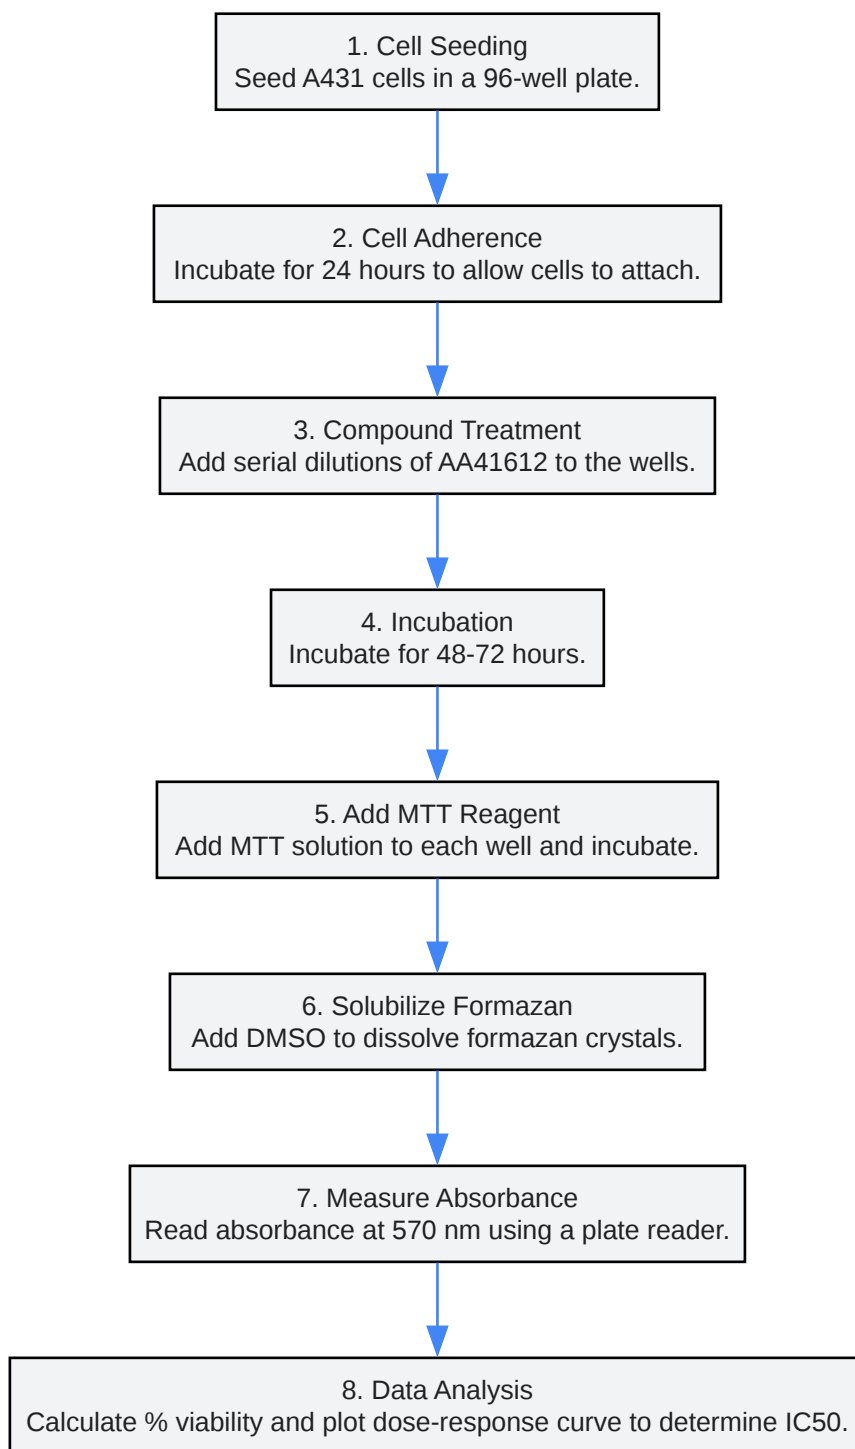 1. Cell Seeding
Seed A431 cells in a 96-well plate.
2. Cell Adherence
Incubate for 24 hours to allow cells to attach.
3. Compound Treatment
Add serial dilutions of AA41612 to the wells.
4. Incubation
Incubate for 48-72 hours.
5. Add MTT Reagent
Add MTT solution to each well and incubate.
6. Solubilize Formazan
Add DMSO to dissolve formazan crystals.
7. Measure Absorbance
Read absorbance at 570 nm using a plate reader.
8. Data Analysis
Calculate % viability and plot dose-response curve to determine IC50.